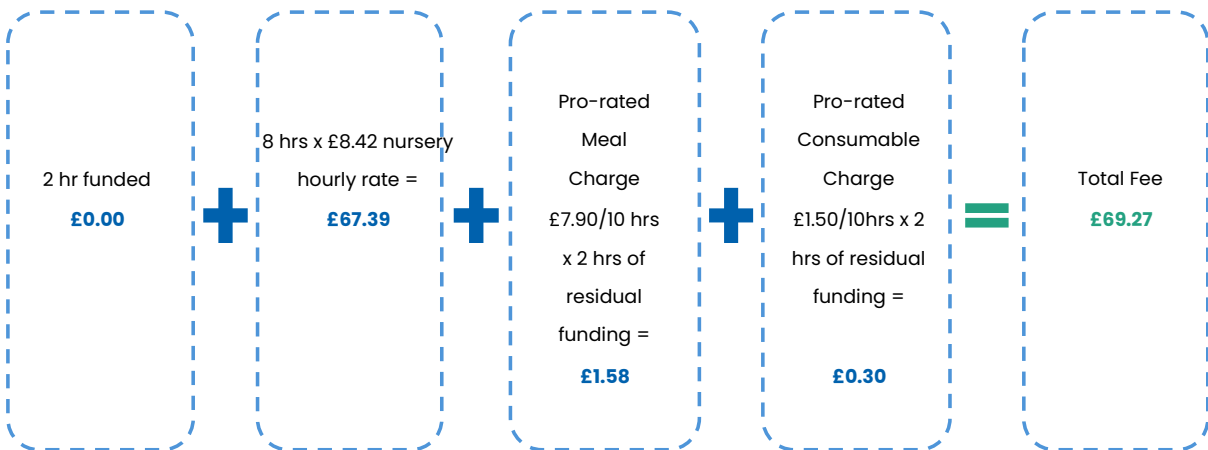 2 hr funded
£0.00
8 hrs x £8.42 nursery
hourly rate =
£67.39
Pro-rated
Meal
Charge
£7.90/10 hrs
x 2 hrs of
residual
funding =
£1.58
Pro-rated
Consumable
Charge
£1.50/10hrs x 2
hrs of residual
funding =
£0.30
Total Fee
£69.27